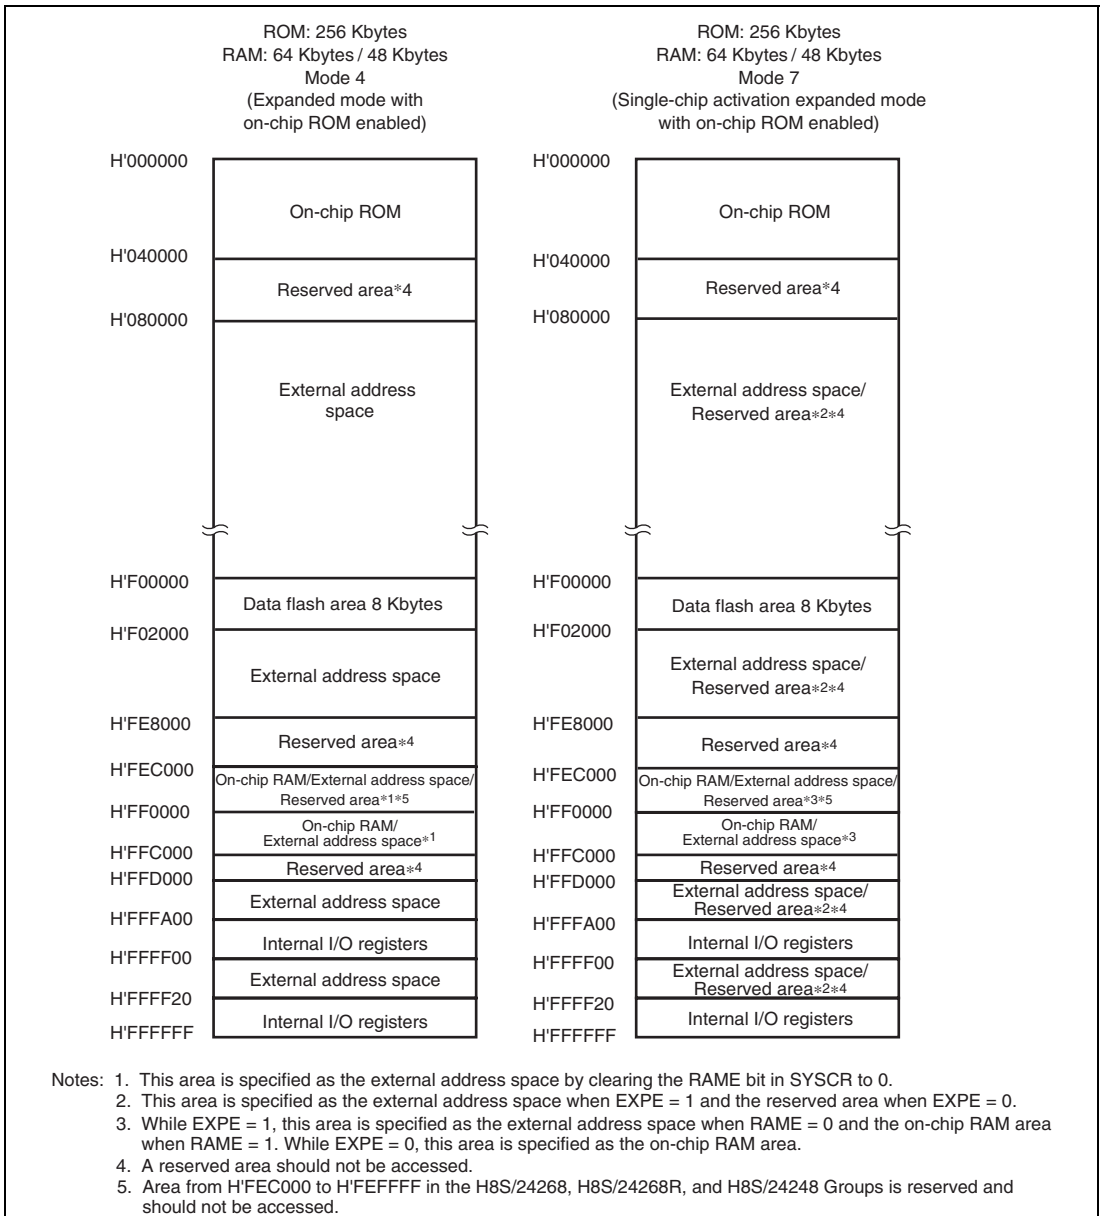 ROM: 256 Kbytes
RAM: 64 Kbytes / 48 Kbytes
Mode 4
(Expanded mode with
on-chip ROM enabled)
H'000000
On-chip ROM
H'040000
Reserved area*4
H'080000
External address
space
H'F00000
Data flash area 8 Kbytes
H'F02000
External address space
H'FE8000
Reserved area*4
H'FEC000
On-chip RAM/External address space/
Reserved area*1*5
H'FF0000
On-chip RAM/
External address space*1
H'FFC000
Reserved area*4
H'FFD000
External address space
H'FFFA00
Internal I/O registers
H'FFFF00
External address space
H'FFFF20
Internal I/O registers
H'FFFFFF
ROM: 256 Kbytes
RAM: 64 Kbytes / 48 Kbytes
Mode 7
(Single-chip activation expanded mode
with on-chip ROM enabled)
H'000000
On-chip ROM
H'040000
Reserved area*4
H'080000
External address space/
Reserved area*2*4
H'F00000
Data flash area 8 Kbytes
H'F02000
External address space/
Reserved area*2*4
H'FE8000
Reserved area*4
H'FEC000
On-chip RAM/External address space/
Reserved area*3*5
H'FF0000
On-chip RAM/
External address space*3
H'FFC000
Reserved area*4
H'FFD000
External address space/
Reserved area*2*4
H'FFFA00
Internal I/O registers
H'FFFF00
External address space/
Reserved area*2*4
H'FFFF20
Internal I/O registers
H'FFFFFF
Notes: 1. This area is specified as the external address space by clearing the RAME bit in SYSCR to 0.
2. This area is specified as the external address space when EXPE = 1 and the reserved area when EXPE = 0.
3. While EXPE = 1, this area is specified as the external address space when RAME = 0 and the on-chip RAM area
when RAME = 1. While EXPE = 0, this area is specified as the on-chip RAM area.
4. A reserved area should not be accessed.
5. Area from H'FEC000 to H'FEFFFF in the H8S/24268, H8S/24268R, and H8S/24248 Groups is reserved and
should not be accessed.